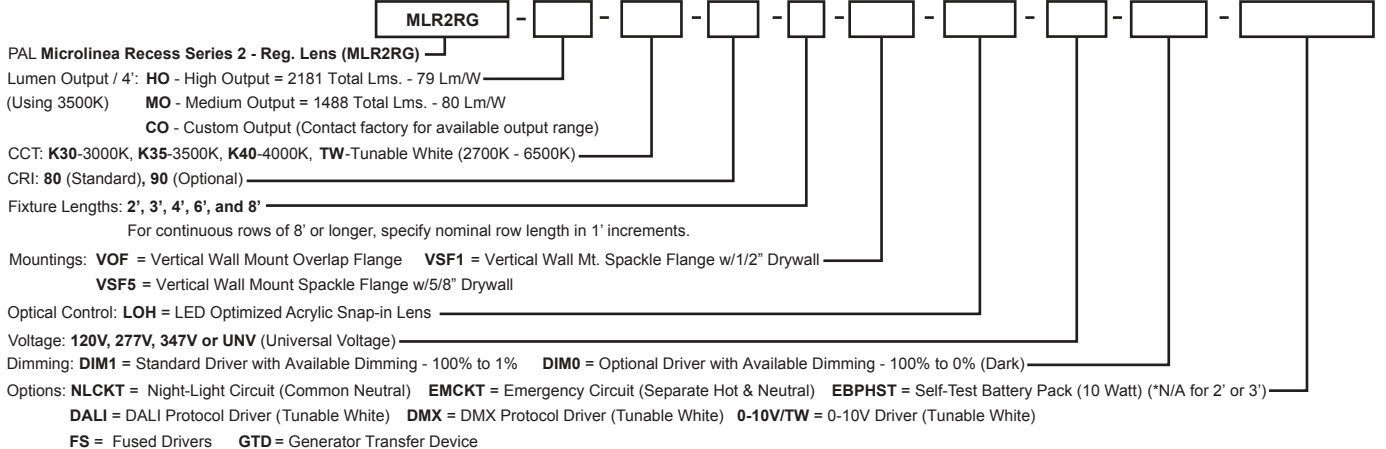 MLR2RG - - - - - - - - -
PAL Microlinea Recess Series 2 - Reg. Lens (MLR2RG)
Lumen Output / 4’: HO - High Output = 2181 Total Lms. - 79 Lm/W
(Using 3500K) MO - Medium Output = 1488 Total Lms. - 80 Lm/W
CO - Custom Output (Contact factory for available output range)
CCT: K30-3000K, K35-3500K, K40-4000K, TW-Tunable White (2700K - 6500K)
CRI: 80 (Standard), 90 (Optional)
Fixture Lengths: 2’, 3’, 4’, 6’, and 8’
For continuous rows of 8’ or longer, specify nominal row length in 1’ increments.
Mountings: VOF = Vertical Wall Mount Overlap Flange VSF1 = Vertical Wall Mt. Spackle Flange w/1/2” Drywall
VSF5 = Vertical Wall Mount Spackle Flange w/5/8” Drywall
Optical Control: LOH = LED Optimized Acrylic Snap-in Lens
Voltage: 120V, 277V, 347V or UNV (Universal Voltage)
Dimming: DIM1 = Standard Driver with Available Dimming - 100% to 1% DIM0 = Optional Driver with Available Dimming - 100% to 0% (Dark)
Options: NLCKT = Night-Light Circuit (Common Neutral) EMCKT = Emergency Circuit (Separate Hot & Neutral) EBPHST = Self-Test Battery Pack (10 Watt) (*N/A for 2’ or 3’)
DALI = DALI Protocol Driver (Tunable White) DMX = DMX Protocol Driver (Tunable White) 0-10V/TW = 0-10V Driver (Tunable White)
FS = Fused Drivers GTD = Generator Transfer Device